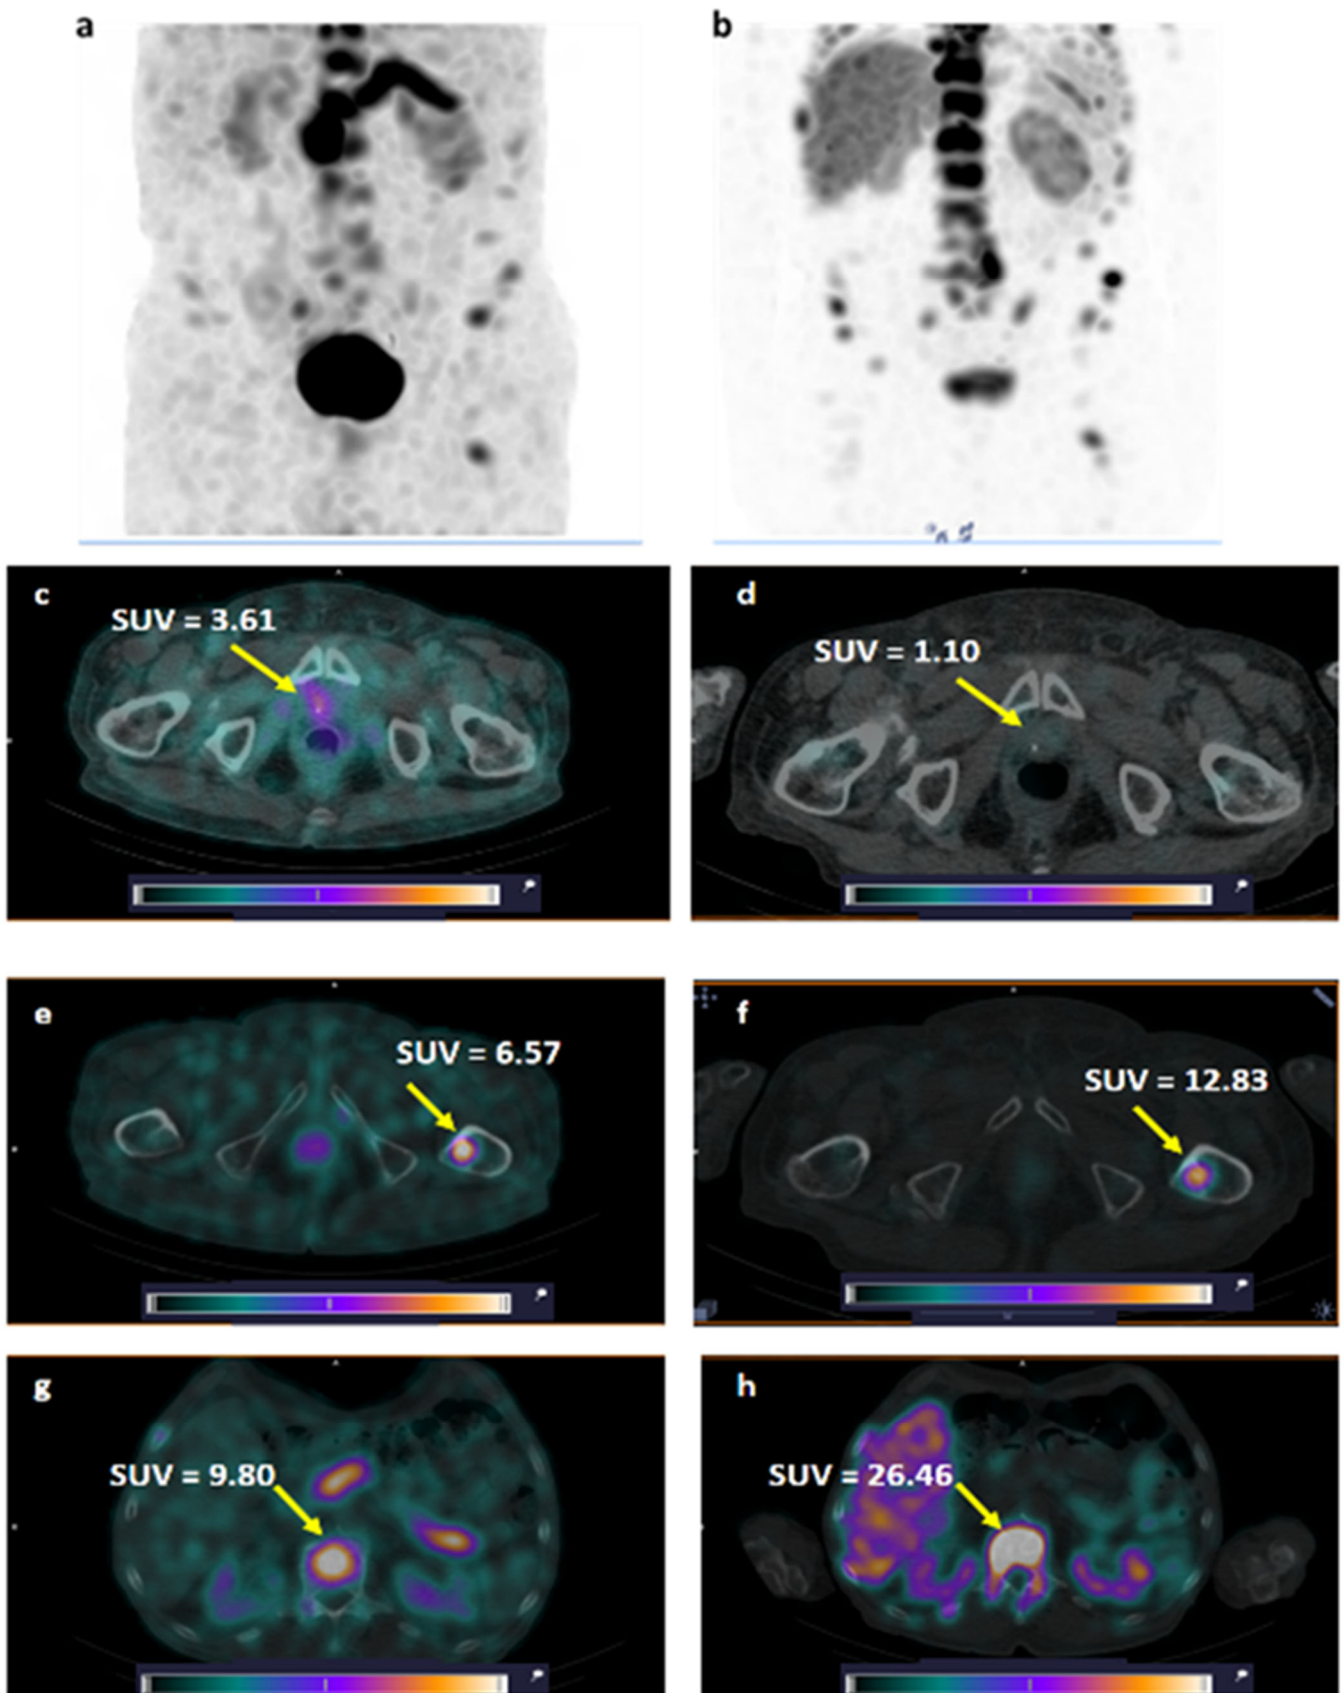 a
b
c
SUV = 3.61
d
SUV = 1.10
e
SUV = 6.57
f
SUV = 12.83
g
SUV = 9.80
h
SUV = 26.46